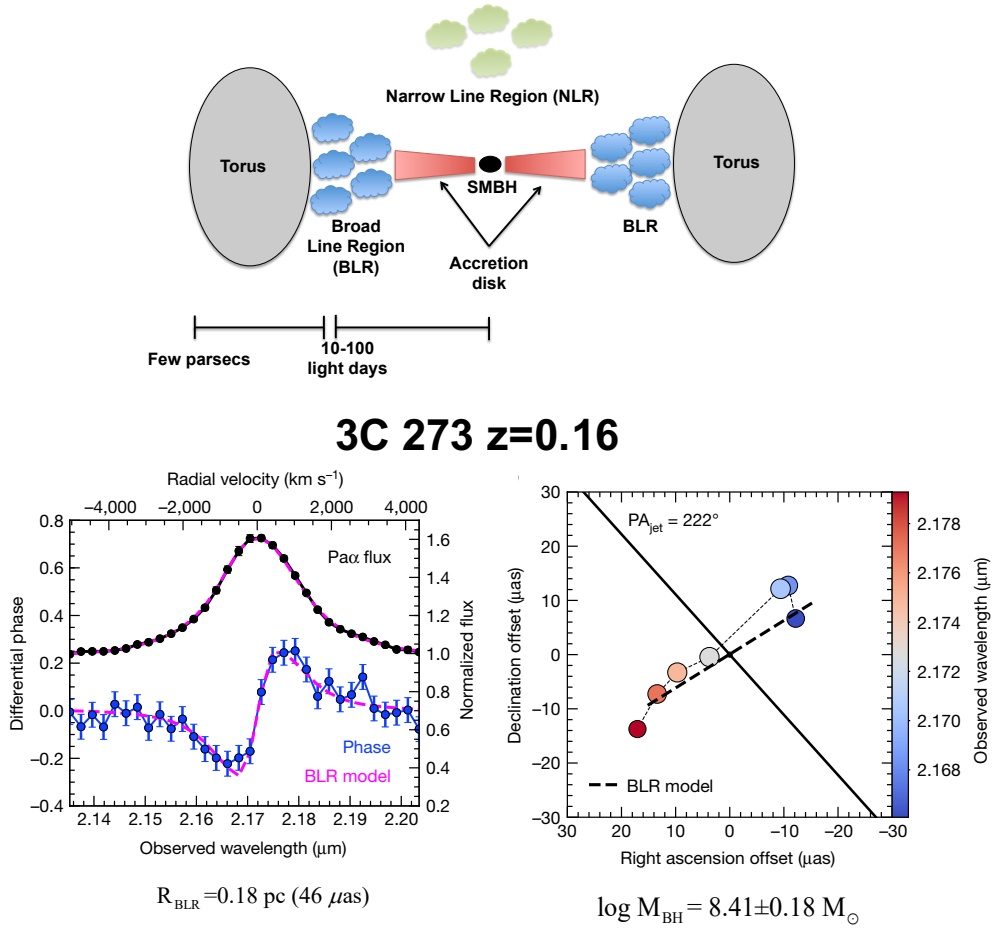 Narrow Line Region (NLR)
Torus
SMBH
Torus
Broad
Line Region
(BLR)
BLR
Accretion
disk
Few parsecs
10-100
light days
3C 273 z=0.16
Radial velocity (km s⁻¹)
−4,000 −2,000 0 2,000 4,000
0.8
0.6
0.4
0.2
0.0
−0.2
−0.4
Differential phase
Paα flux
Phase
BLR model
1.6
1.4
1.2
1.0
0.8
0.6
0.4
0.2
Normalized flux
2.14 2.15 2.16 2.17 2.18 2.19 2.20
Observed wavelength (μm)
R_BLR =0.18 pc (46 μas)
30
20
10
0
−10
−20
−30
Declination offset (μas)
PA_jet = 222°
BLR model
30 20 10 0 −10 −20 −30
Right ascension offset (μas)
2.178
2.176
2.174
2.172
2.170
2.168
Observed wavelength (μm)
log M_BH = 8.41±0.18 M_⊙